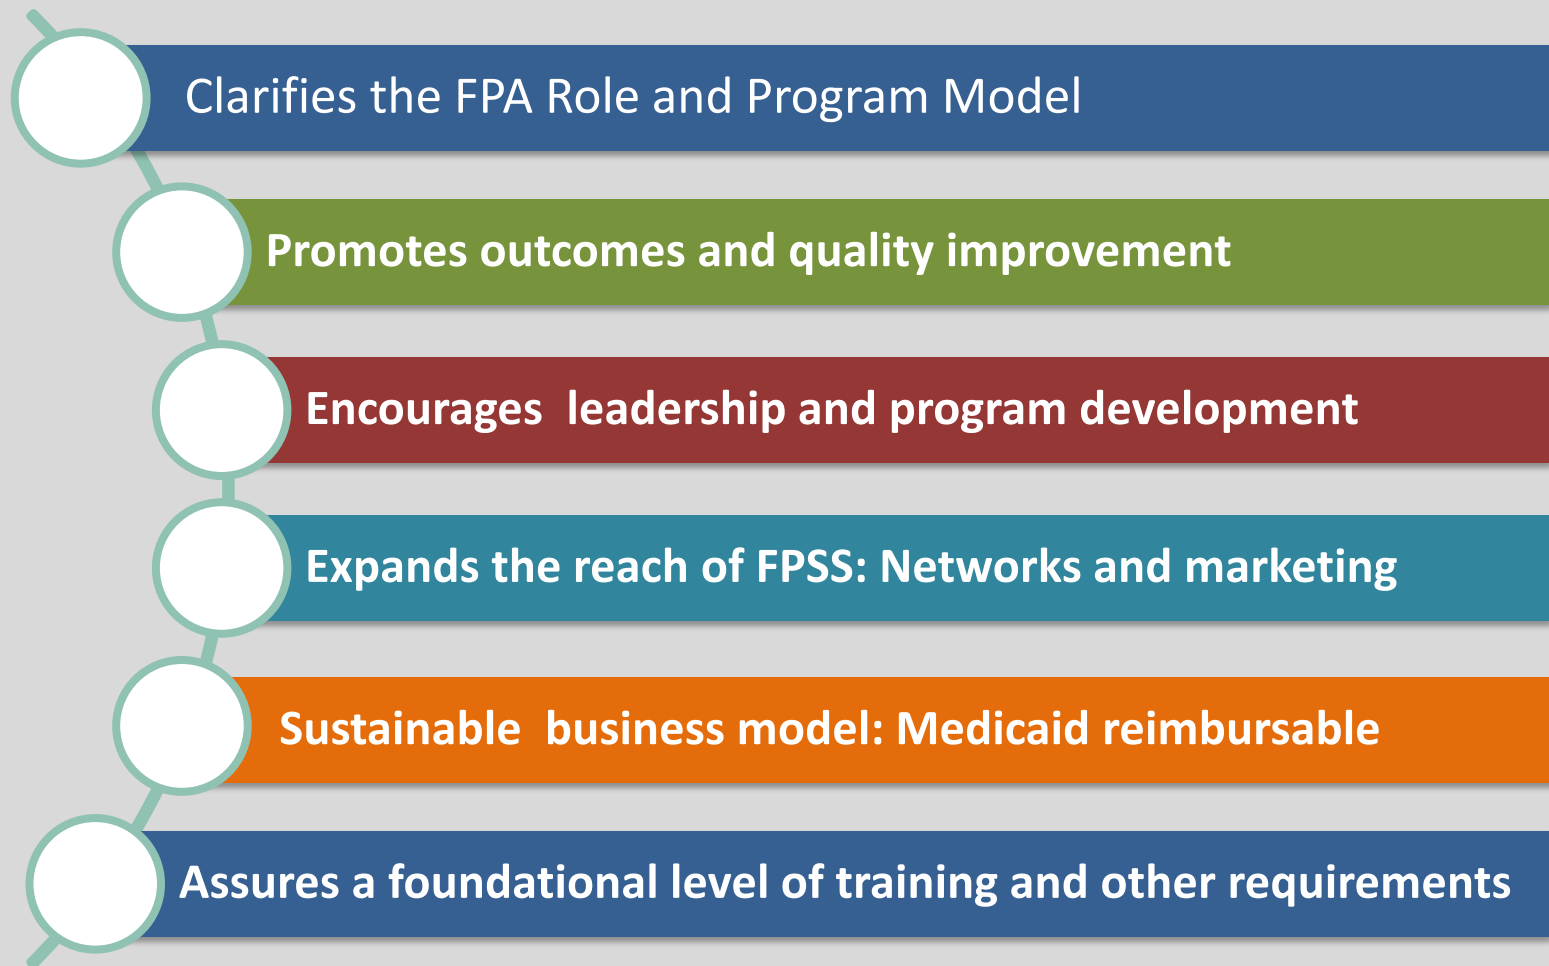 Clarifies the FPA Role and Program Model
Promotes outcomes and quality improvement
Encourages  leadership and program development
Expands the reach of FPSS: Networks and marketing
Sustainable  business model: Medicaid reimbursable
Assures a foundational level of training and other requirements